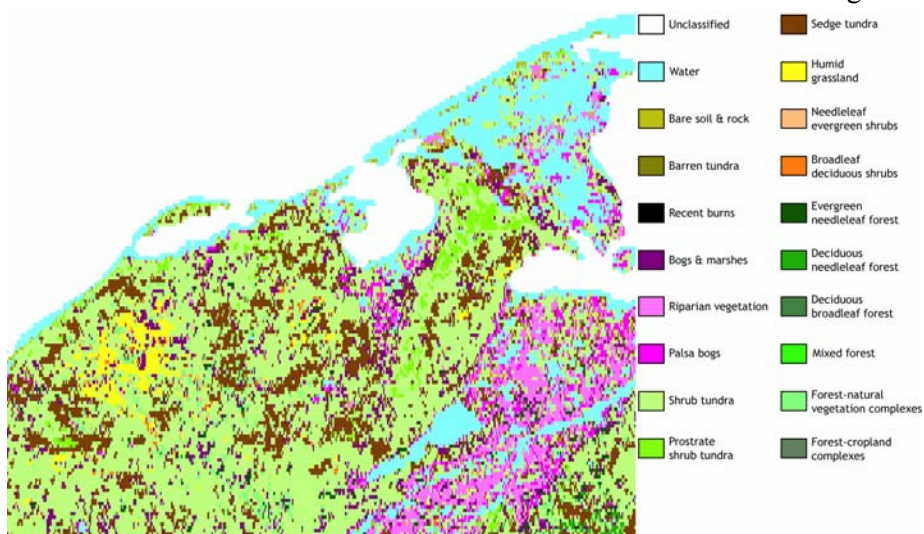 Unclassified
Water
Bare soil & rock
Barren tundra
Recent burns
Bogs & marshes
Riparian vegetation
Palsa bogs
Shrub tundra
Prostrate
shrub tundra
Sedge tundra
Humid
grassland
Needleleaf
evergreen shrubs
Broadleaf
deciduous shrubs
Evergreen
needleleaf forest
Deciduous
needleleaf forest
Deciduous
broadleaf forest
Mixed forest
Forest-natural
vegetation complexes
Forest-cropland
complexes